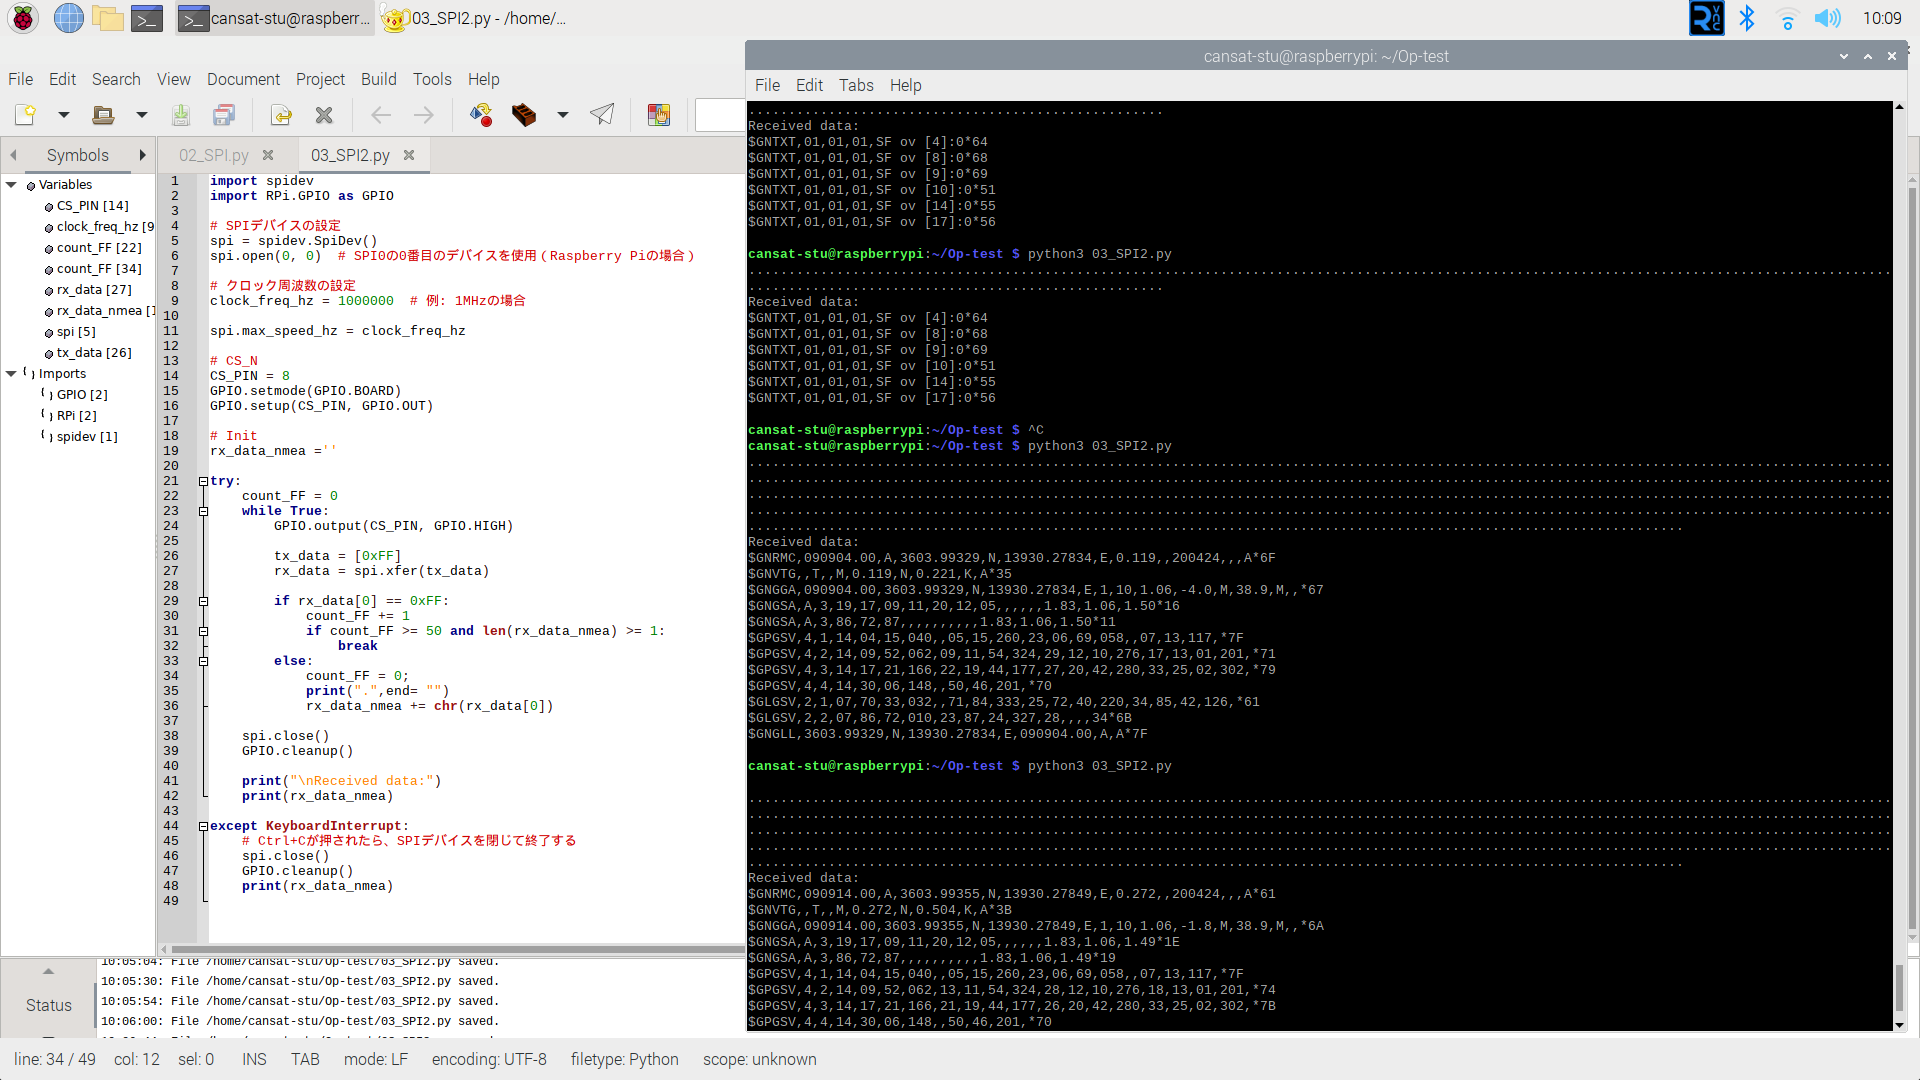 cansat-stu@raspberr...
03_SPI2.py - /home/...
10:09
File Edit Search View Document Project Build Tools Help
Symbols
02_SPI.py
03_SPI2.py
Variables
CS_PIN [14]
clock_freq_hz [9
count_FF [22]
count_FF [34]
rx_data [27]
rx_data_nmea [1
spi [5]
tx_data [26]
Imports
GPIO [2]
RPi [2]
spidev [1]
1 import spidev
2 import RPi.GPIO as GPIO
3
4 # SPIデバイスの設定
5 spi = spidev.SpiDev()
6 spi.open(0, 0)  # SPI0の0番目のデバイスを使用（Raspberry Piの場合）
7
8 # クロック周波数の設定
9 clock_freq_hz = 1000000  # 例: 1MHzの場合
10
11 spi.max_speed_hz = clock_freq_hz
12
13 # CS_N
14 CS_PIN = 8
15 GPIO.setmode(GPIO.BOARD)
16 GPIO.setup(CS_PIN, GPIO.OUT)
17
18 # Init
19 rx_data_nmea =''
20
21 try:
22     count_FF = 0
23     while True:
24         GPIO.output(CS_PIN, GPIO.HIGH)
25
26         tx_data = [0xFF]
27         rx_data = spi.xfer(tx_data)
28
29         if rx_data[0] == 0xFF:
30             count_FF += 1
31             if count_FF >= 50 and len(rx_data_nmea) >= 1:
32                 break
33         else:
34             count_FF = 0;
35             print(".",end= "")
36             rx_data_nmea += chr(rx_data[0])
37
38     spi.close()
39     GPIO.cleanup()
40
41     print("\nReceived data:")
42     print(rx_data_nmea)
43
44 except KeyboardInterrupt:
45     # Ctrl+Cが押されたら、SPIデバイスを閉じて終了する
46     spi.close()
47     GPIO.cleanup()
48     print(rx_data_nmea)
49
Status
10:05:04: File /home/cansat-stu/Op-test/03_SPI2.py saved.
10:05:30: File /home/cansat-stu/Op-test/03_SPI2.py saved.
10:05:54: File /home/cansat-stu/Op-test/03_SPI2.py saved.
10:06:00: File /home/cansat-stu/Op-test/03_SPI2.py saved.
line: 34 / 49 col: 12 sel: 0 INS TAB mode: LF encoding: UTF-8 filetype: Python scope: unknown
cansat-stu@raspberrypi: ~/Op-test
File Edit Tabs Help
Received data:
$GNTXT,01,01,01,SF ov [4]:0*64
$GNTXT,01,01,01,SF ov [8]:0*68
$GNTXT,01,01,01,SF ov [9]:0*69
$GNTXT,01,01,01,SF ov [10]:0*51
$GNTXT,01,01,01,SF ov [14]:0*55
$GNTXT,01,01,01,SF ov [17]:0*56
cansat-stu@raspberrypi:~/Op-test $ python3 03_SPI2.py
Received data:
$GNTXT,01,01,01,SF ov [4]:0*64
$GNTXT,01,01,01,SF ov [8]:0*68
$GNTXT,01,01,01,SF ov [9]:0*69
$GNTXT,01,01,01,SF ov [10]:0*51
$GNTXT,01,01,01,SF ov [14]:0*55
$GNTXT,01,01,01,SF ov [17]:0*56
cansat-stu@raspberrypi:~/Op-test $ ^C
cansat-stu@raspberrypi:~/Op-test $ python3 03_SPI2.py
Received data:
$GNRMC,090904.00,A,3603.99329,N,13930.27834,E,0.119,,200424,,,A*6F
$GNVTG,,T,,M,0.119,N,0.221,K,A*35
$GNGGA,090904.00,3603.99329,N,13930.27834,E,1,10,1.06,-4.0,M,38.9,M,,*67
$GNGSA,A,3,19,17,09,11,20,12,05,,,,,,1.83,1.06,1.50*16
$GNGSA,A,3,86,72,87,,,,,,,,,,1.83,1.06,1.50*11
$GPGSV,4,1,14,04,15,040,,05,15,260,23,06,69,058,,07,13,117,*7F
$GPGSV,4,2,14,09,52,062,09,11,54,324,29,12,10,276,17,13,01,201,*71
$GPGSV,4,3,14,17,21,166,22,19,44,177,27,20,42,280,33,25,02,302,*79
$GPGSV,4,4,14,30,06,148,,50,46,201,*70
$GLGSV,2,1,07,70,33,032,,71,84,333,25,72,40,220,34,85,42,126,*61
$GLGSV,2,2,07,86,72,010,23,87,24,327,28,,,,34*6B
$GNGLL,3603.99329,N,13930.27834,E,090904.00,A,A*7F
cansat-stu@raspberrypi:~/Op-test $ python3 03_SPI2.py
Received data:
$GNRMC,090914.00,A,3603.99355,N,13930.27849,E,0.272,,200424,,,A*61
$GNVTG,,T,,M,0.272,N,0.504,K,A*3B
$GNGGA,090914.00,3603.99355,N,13930.27849,E,1,10,1.06,-1.8,M,38.9,M,,*6A
$GNGSA,A,3,19,17,09,11,20,12,05,,,,,,1.83,1.06,1.49*1E
$GNGSA,A,3,86,72,87,,,,,,,,,,1.83,1.06,1.49*19
$GPGSV,4,1,14,04,15,040,,05,15,260,23,06,69,058,,07,13,117,*7F
$GPGSV,4,2,14,09,52,062,13,11,54,324,28,12,10,276,18,13,01,201,*74
$GPGSV,4,3,14,17,21,166,21,19,44,177,26,20,42,280,33,25,02,302,*7B
$GPGSV,4,4,14,30,06,148,,50,46,201,*70